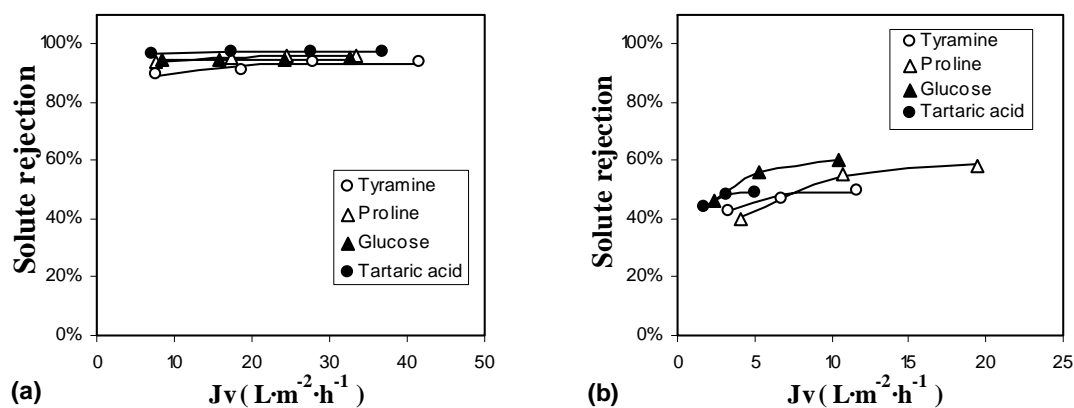 100%
80%
60%
40%
20%
0%
Solute rejection
Tyramine
Proline
Glucose
Tartaric acid
0 10 20 30 40 50
(a)
Jv ( L·m⁻²·h⁻¹)
100%
80%
60%
40%
20%
0%
Solute rejection
Tyramine
Proline
Glucose
Tartaric acid
0 5 10 15 20 25
(b)
Jv ( L·m⁻²·h⁻¹)